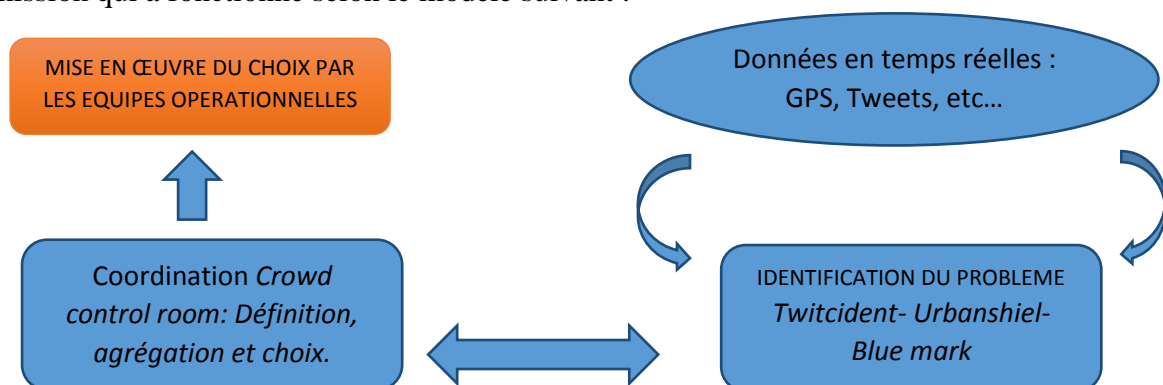 mission qui a fonctionné selon le modèle suivant :
MISE EN ŒUVRE DU CHOIX PAR
LES EQUIPES OPERATIONNELLES
Données en temps réelles :
GPS, Tweets, etc…
Coordination Crowd
control room: Définition,
agrégation et choix.
IDENTIFICATION DU PROBLEME
Twitcident- Urbanshiel-
Blue mark